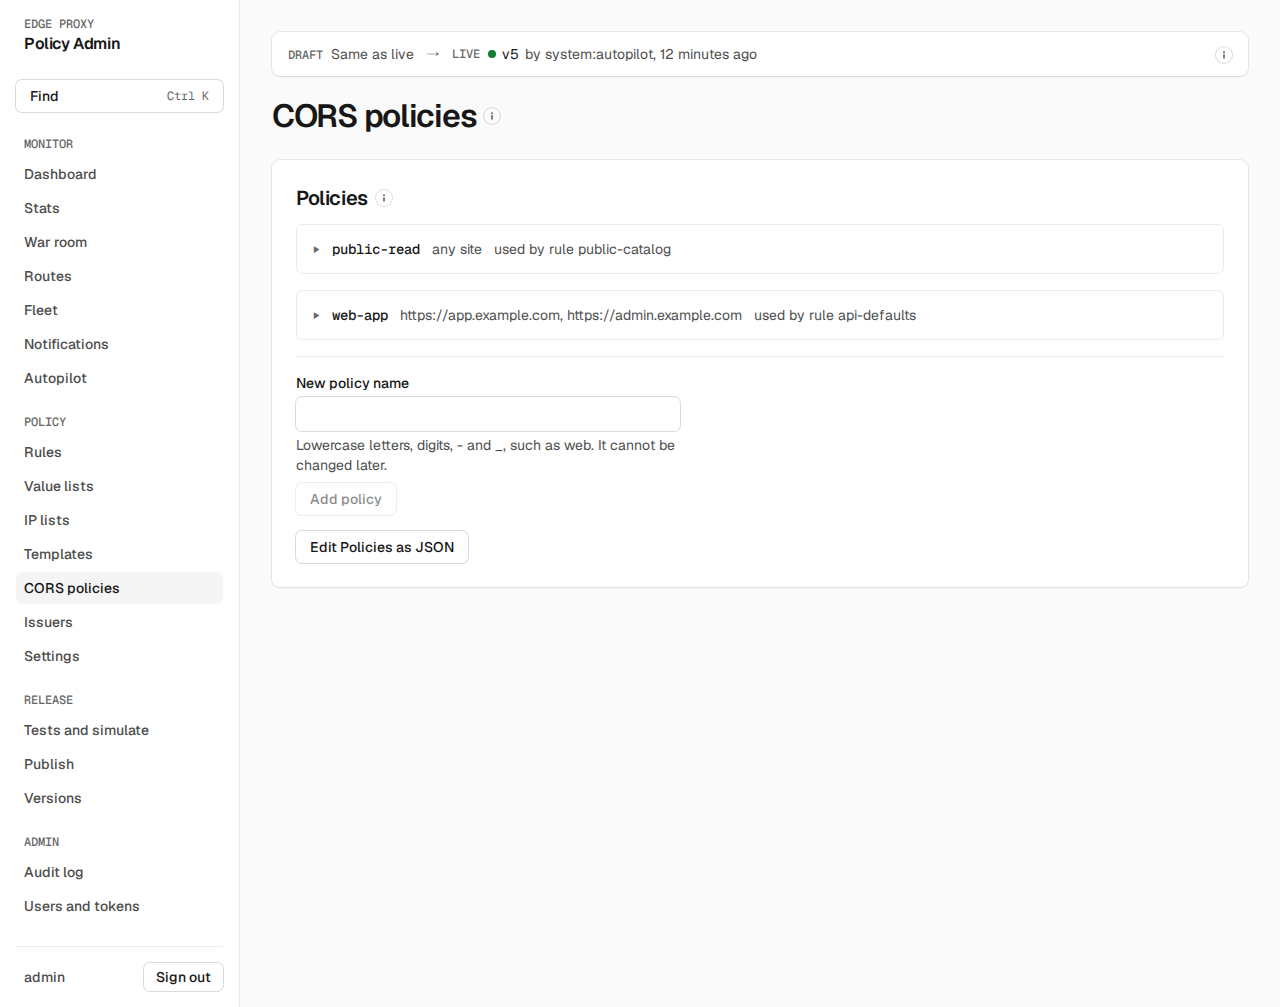 EDGE PROXY
Policy Admin
Find Ctrl K
MONITOR
Dashboard
Stats
War room
Routes
Fleet
Notifications
Autopilot
POLICY
Rules
Value lists
IP lists
Templates
CORS policies
Issuers
Settings
RELEASE
Tests and simulate
Publish
Versions
ADMIN
Audit log
Users and tokens
admin Sign out
DRAFT Same as live → LIVE v5 by system:autopilot, 12 minutes ago
CORS policies
Policies
public-read any site used by rule public-catalog
web-app https://app.example.com, https://admin.example.com used by rule api-defaults
New policy name
Lowercase letters, digits, - and _, such as web. It cannot be
changed later.
Add policy
Edit Policies as JSON